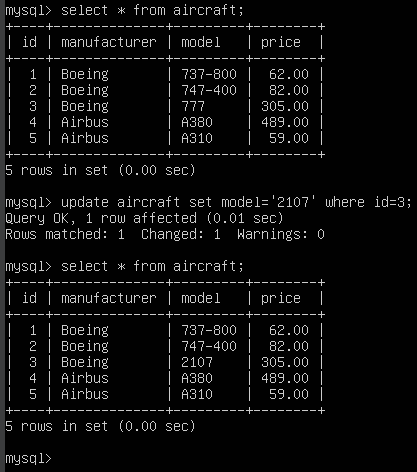 mysql> select * from aircraft;
+----+--------------+---------+--------+
| id | manufacturer | model   | price  |
+----+--------------+---------+--------+
|  1 | Boeing       | 737-800 |  62.00 |
|  2 | Boeing       | 747-400 |  82.00 |
|  3 | Boeing       | 777     | 305.00 |
|  4 | Airbus       | A380    | 489.00 |
|  5 | Airbus       | A310    |  59.00 |
+----+--------------+---------+--------+
5 rows in set (0.00 sec)
mysql> update aircraft set model='2107' where id=3;
Query OK, 1 row affected (0.01 sec)
Rows matched: 1  Changed: 1  Warnings: 0
mysql> select * from aircraft;
+----+--------------+---------+--------+
| id | manufacturer | model   | price  |
+----+--------------+---------+--------+
|  1 | Boeing       | 737-800 |  62.00 |
|  2 | Boeing       | 747-400 |  82.00 |
|  3 | Boeing       | 2107    | 305.00 |
|  4 | Airbus       | A380    | 489.00 |
|  5 | Airbus       | A310    |  59.00 |
+----+--------------+---------+--------+
5 rows in set (0.00 sec)
mysql>